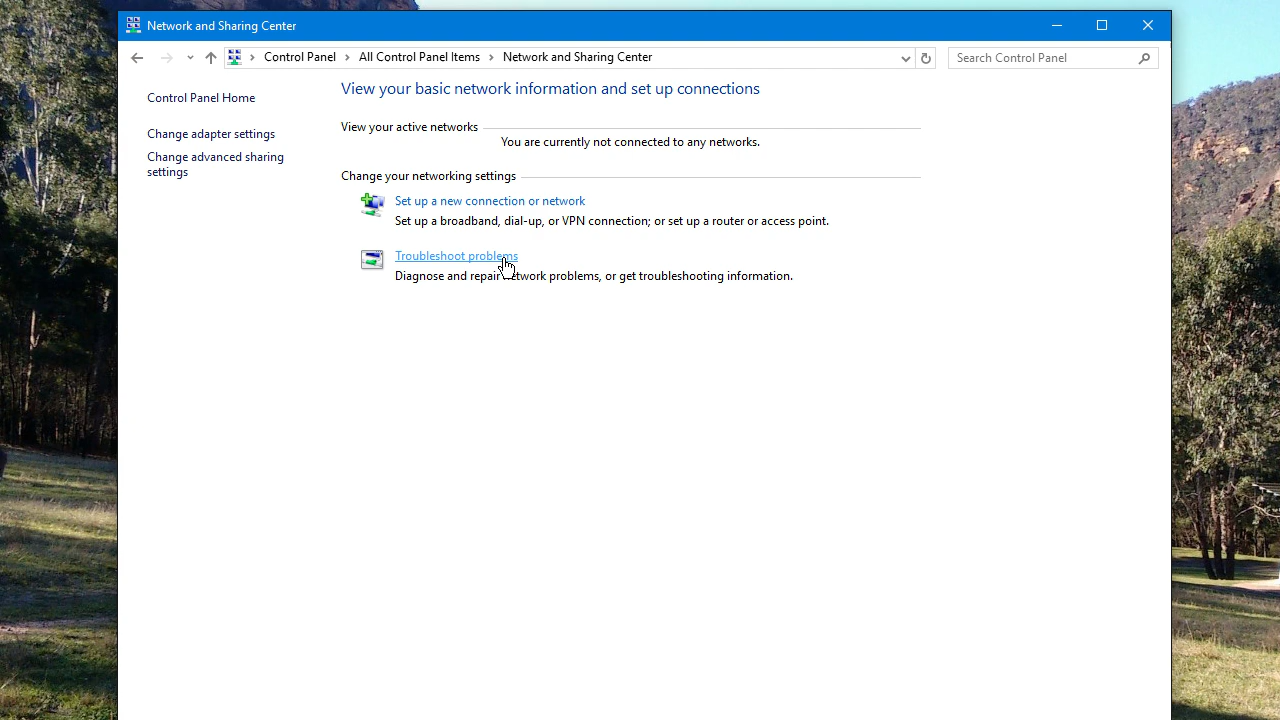 Network and Sharing Center
Control Panel
All Control Panel Items
Network and Sharing Center
Search Control Panel
Control Panel Home
Change adapter settings
Change advanced sharing
settings
View your basic network information and set up connections
View your active networks
You are currently not connected to any networks.
Change your networking settings
Set up a new connection or network
Set up a broadband, dial-up, or VPN connection; or set up a router or access point.
Troubleshoot problems
Diagnose and repair network problems, or get troubleshooting information.